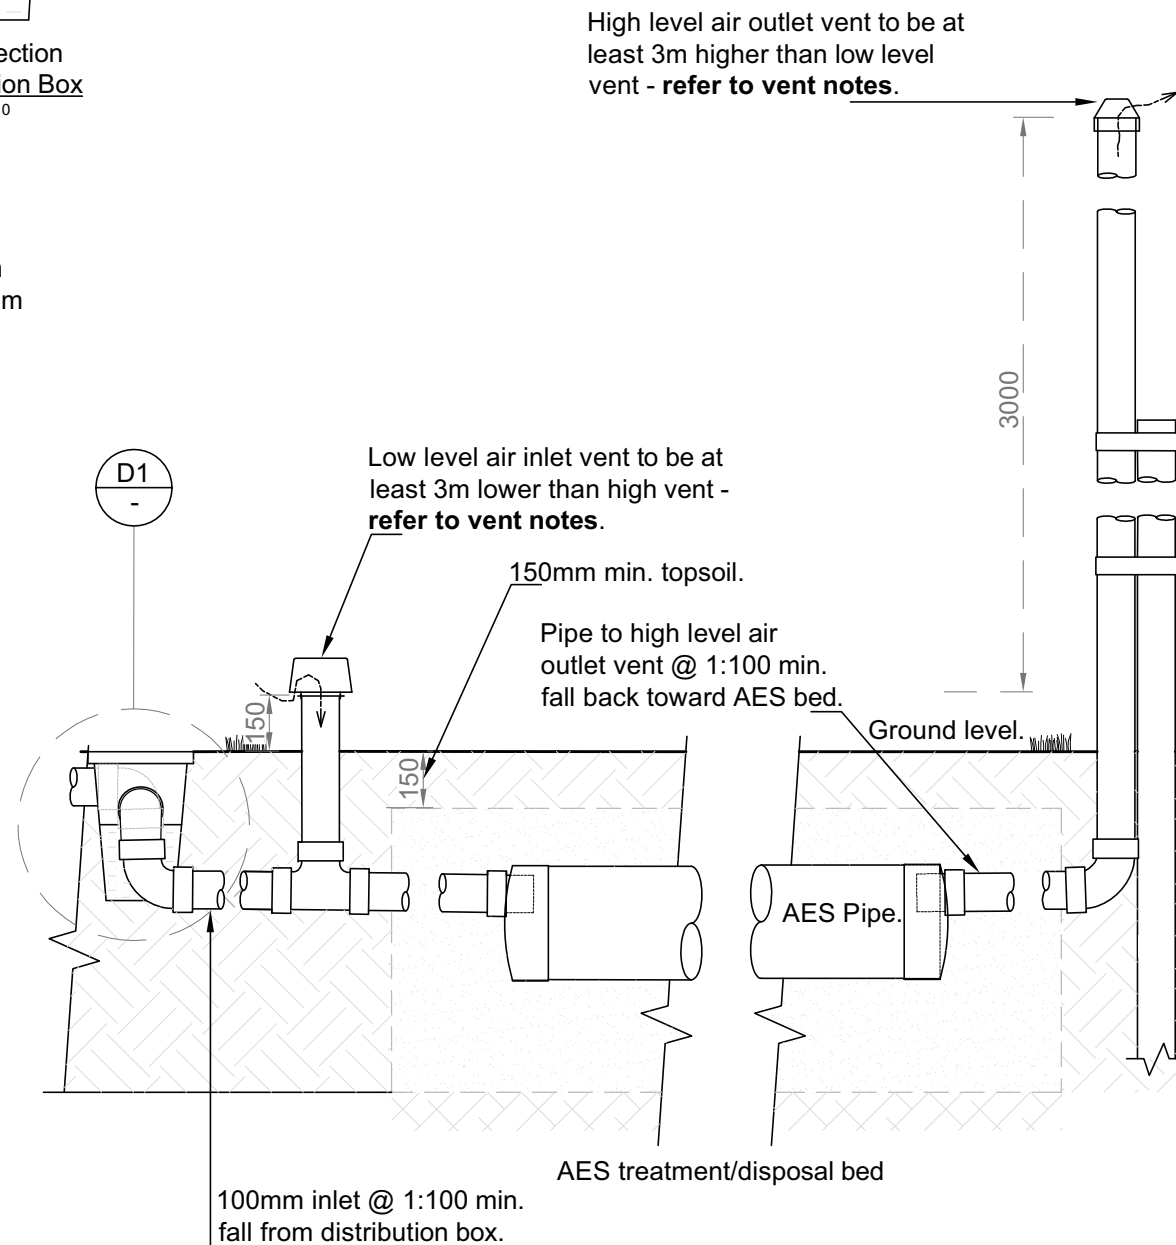 ection
ion Box
0
High level air outlet vent to be at
least 3m higher than low level
vent - refer to vent notes.
m
3000
D1
-
Low level air inlet vent to be at
least 3m lower than high vent -
refer to vent notes.
150mm min. topsoil.
Pipe to high level air
outlet vent @ 1:100 min.
fall back toward AES bed.
Ground level.
150
150
AES Pipe.
AES treatment/disposal bed
100mm inlet @ 1:100 min.
fall from distribution box.